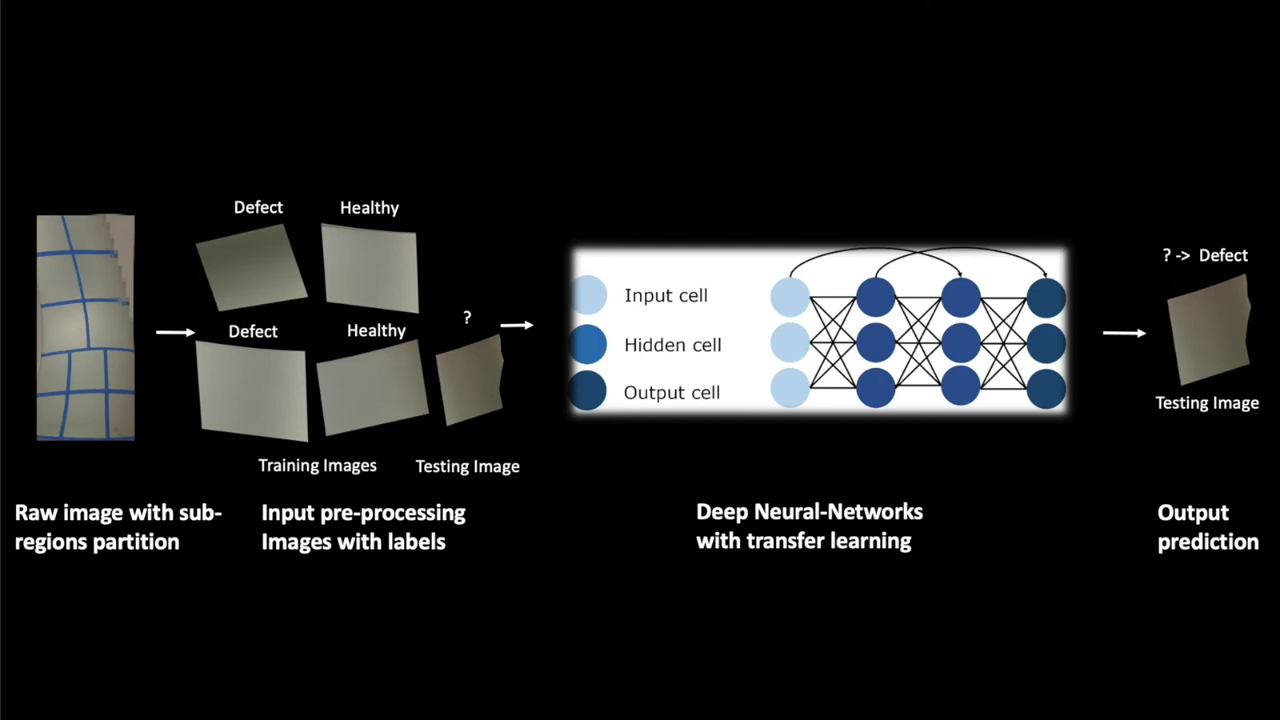 Defect
Healthy
Defect
Healthy
?
Training Images
Testing Image
Raw image with sub-
regions partition
Input pre-processing
Images with labels
Input cell
Hidden cell
Output cell
Deep Neural-Networks
with transfer learning
? -> Defect
Testing Image
Output
prediction